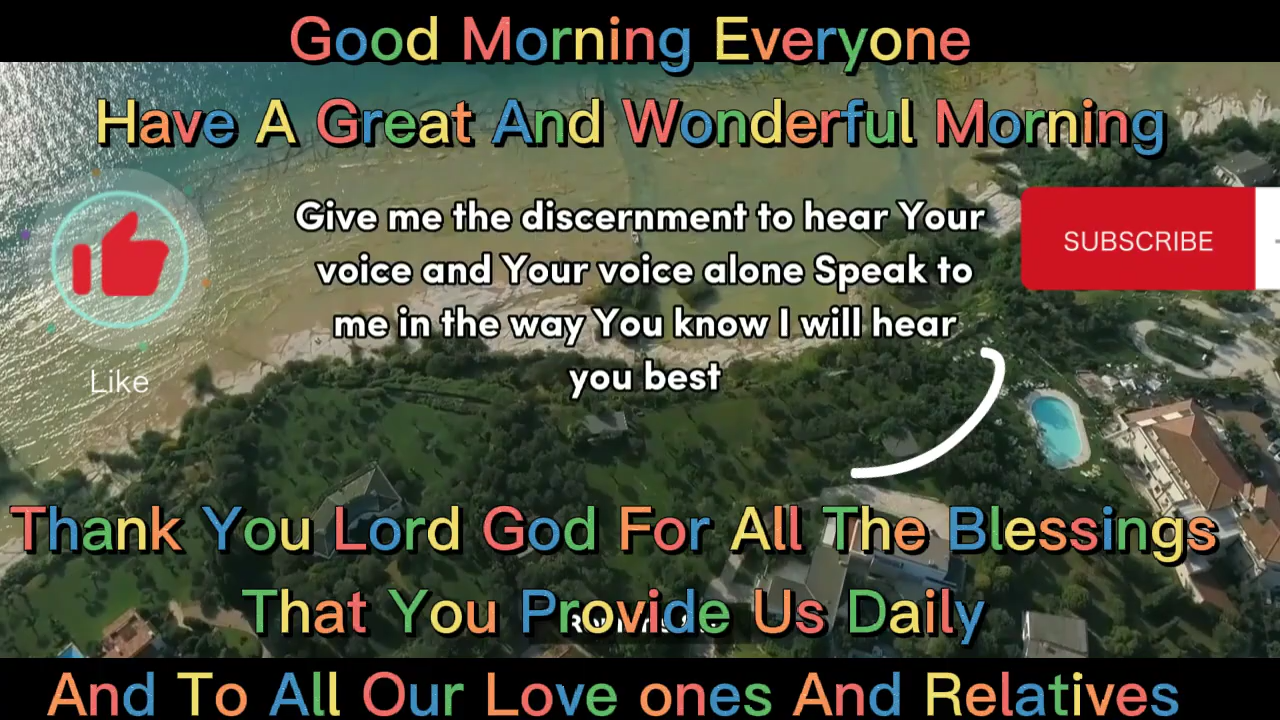 Good Morning Everyone
Have A Great And Wonderful Morning
Give me the discernment to hear Your
voice and Your voice alone Speak to
me in the way You know I will hear
you best
SUBSCRIBE
Like
Thank You Lord God For All The Blessings
That You Provide Us Daily
And To All Our Love ones And Relatives